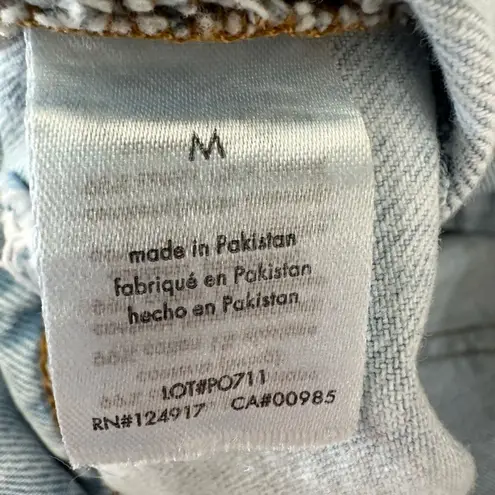 M
made in Pakistan
fabriqué en Pakistan
hecho en Pakistan
LOT#PO711
RN#124917 CA#00985